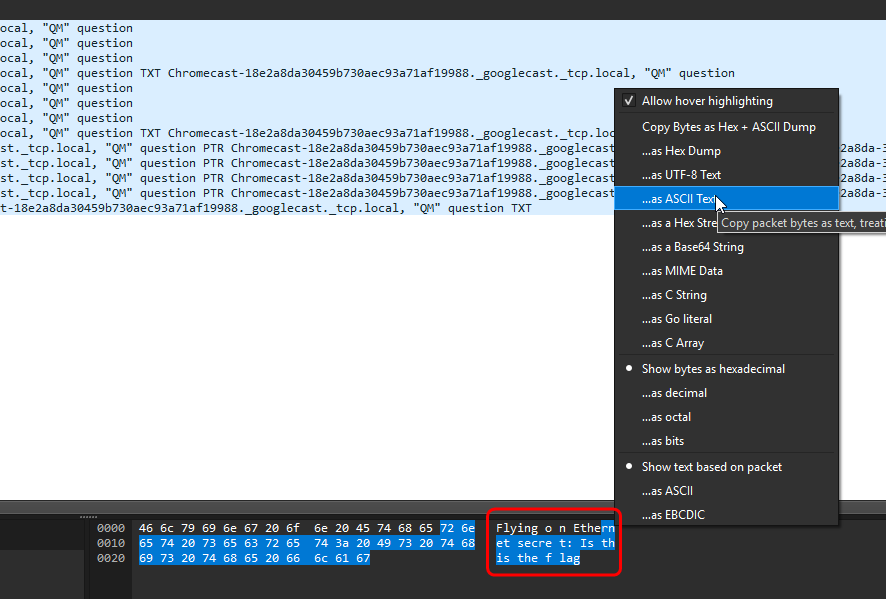 ocal, "QM" question
ocal, "QM" question
ocal, "QM" question
ocal, "QM" question TXT Chromecast-18e2a8da30459b730aec93a71af19988._googlecast._tcp.local, "QM" question
ocal, "QM" question
ocal, "QM" question
ocal, "QM" question
ocal, "QM" question TXT Chromecast-18e2a8da30459b730aec93a71af19988._googlecast._tcp.loc
st._tcp.local, "QM" question PTR Chromecast-18e2a8da30459b730aec93a71af19988._googlecast 2a8da-3
st._tcp.local, "QM" question PTR Chromecast-18e2a8da30459b730aec93a71af19988._googlecast 2a8da-3
st._tcp.local, "QM" question PTR Chromecast-18e2a8da30459b730aec93a71af19988._googlecast 2a8da-3
st._tcp.local, "QM" question PTR Chromecast-18e2a8da30459b730aec93a71af19988._googlecast 2a8da-3
t-18e2a8da30459b730aec93a71af19988._googlecast._tcp.local, "QM" question TXT
Allow hover highlighting
Copy Bytes as Hex + ASCII Dump
...as Hex Dump
...as UTF-8 Text
...as ASCII Text
...as a Hex Stre
Copy packet bytes as text, treati
...as a Base64 String
...as MIME Data
...as C String
...as Go literal
...as C Array
Show bytes as hexadecimal
...as decimal
...as octal
...as bits
Show text based on packet
...as ASCII
...as EBCDIC
0000 46 6c 79 69 6e 67 20 6f 6e 20 45 74 68 65 72 6e Flying o n Ethern
0010 65 74 20 73 65 63 72 65 74 3a 20 49 73 20 74 68 et secre t: Is th
0020 69 73 20 74 68 65 20 66 6c 61 67 is the f lag